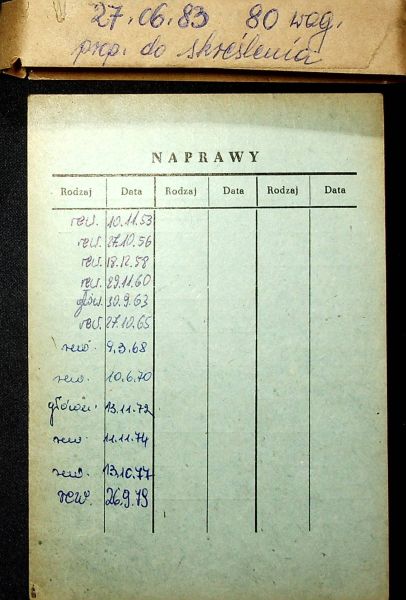 27.06.83 80 wag.
prop. do skreślenia
NAPRAWY
Rodzaj Data Rodzaj Data Rodzaj Data
rew. 10.11.53
rew. 27.10.56
rew. 18.12.58
rew. 29.11.60
głów. 30.9.63
rew. 27.10.65
rew. 9.3.68
rew. 10.6.70
główn. 13.11.72
rew. 11.11.74
rew. 13.10.77
rew. 26.9.79